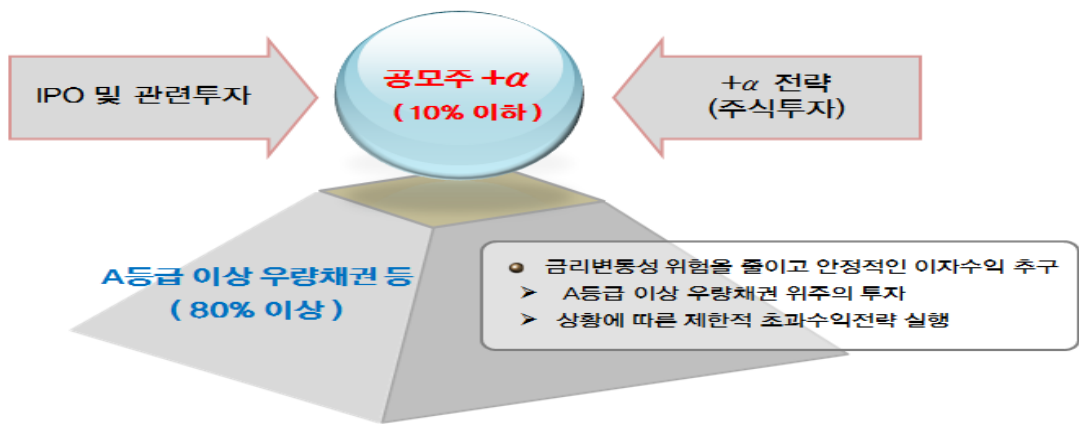 IPO 및 관련투자
공모주 +α
( 10% 이하 )
+α 전략
(주식투자)
A등급 이상 우량채권 등
( 80% 이상 )
● 금리변동성 위험을 줄이고 안정적인 이자수익 추구
➤ A등급 이상 우량채권 위주의 투자
➤ 상황에 따른 제한적 초과수익전략 실행